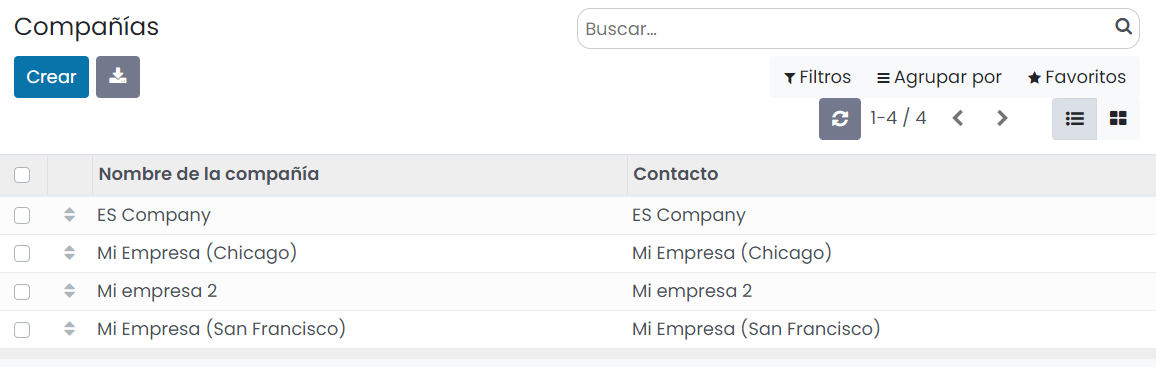 Compañías
Buscar...
Crear
Filtros Agrupar por Favoritos
1-4 / 4
Nombre de la compañía Contacto
ES Company ES Company
Mi Empresa (Chicago) Mi Empresa (Chicago)
Mi empresa 2 Mi empresa 2
Mi Empresa (San Francisco) Mi Empresa (San Francisco)